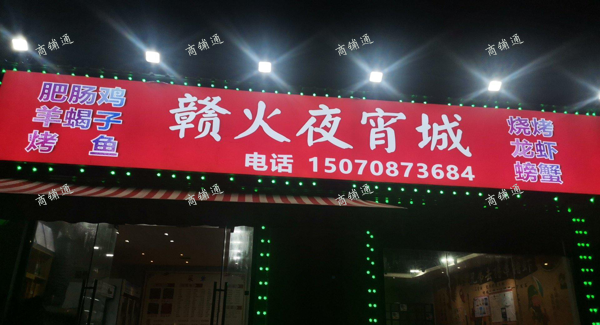 商铺通 商铺通 商铺通 商铺通
肥肠鸡
羊蝎子
烤 鱼
赣火夜宵城
电话 15070873684
烧烤
龙虾
螃蟹
商铺通 商铺通 商铺通 商铺通